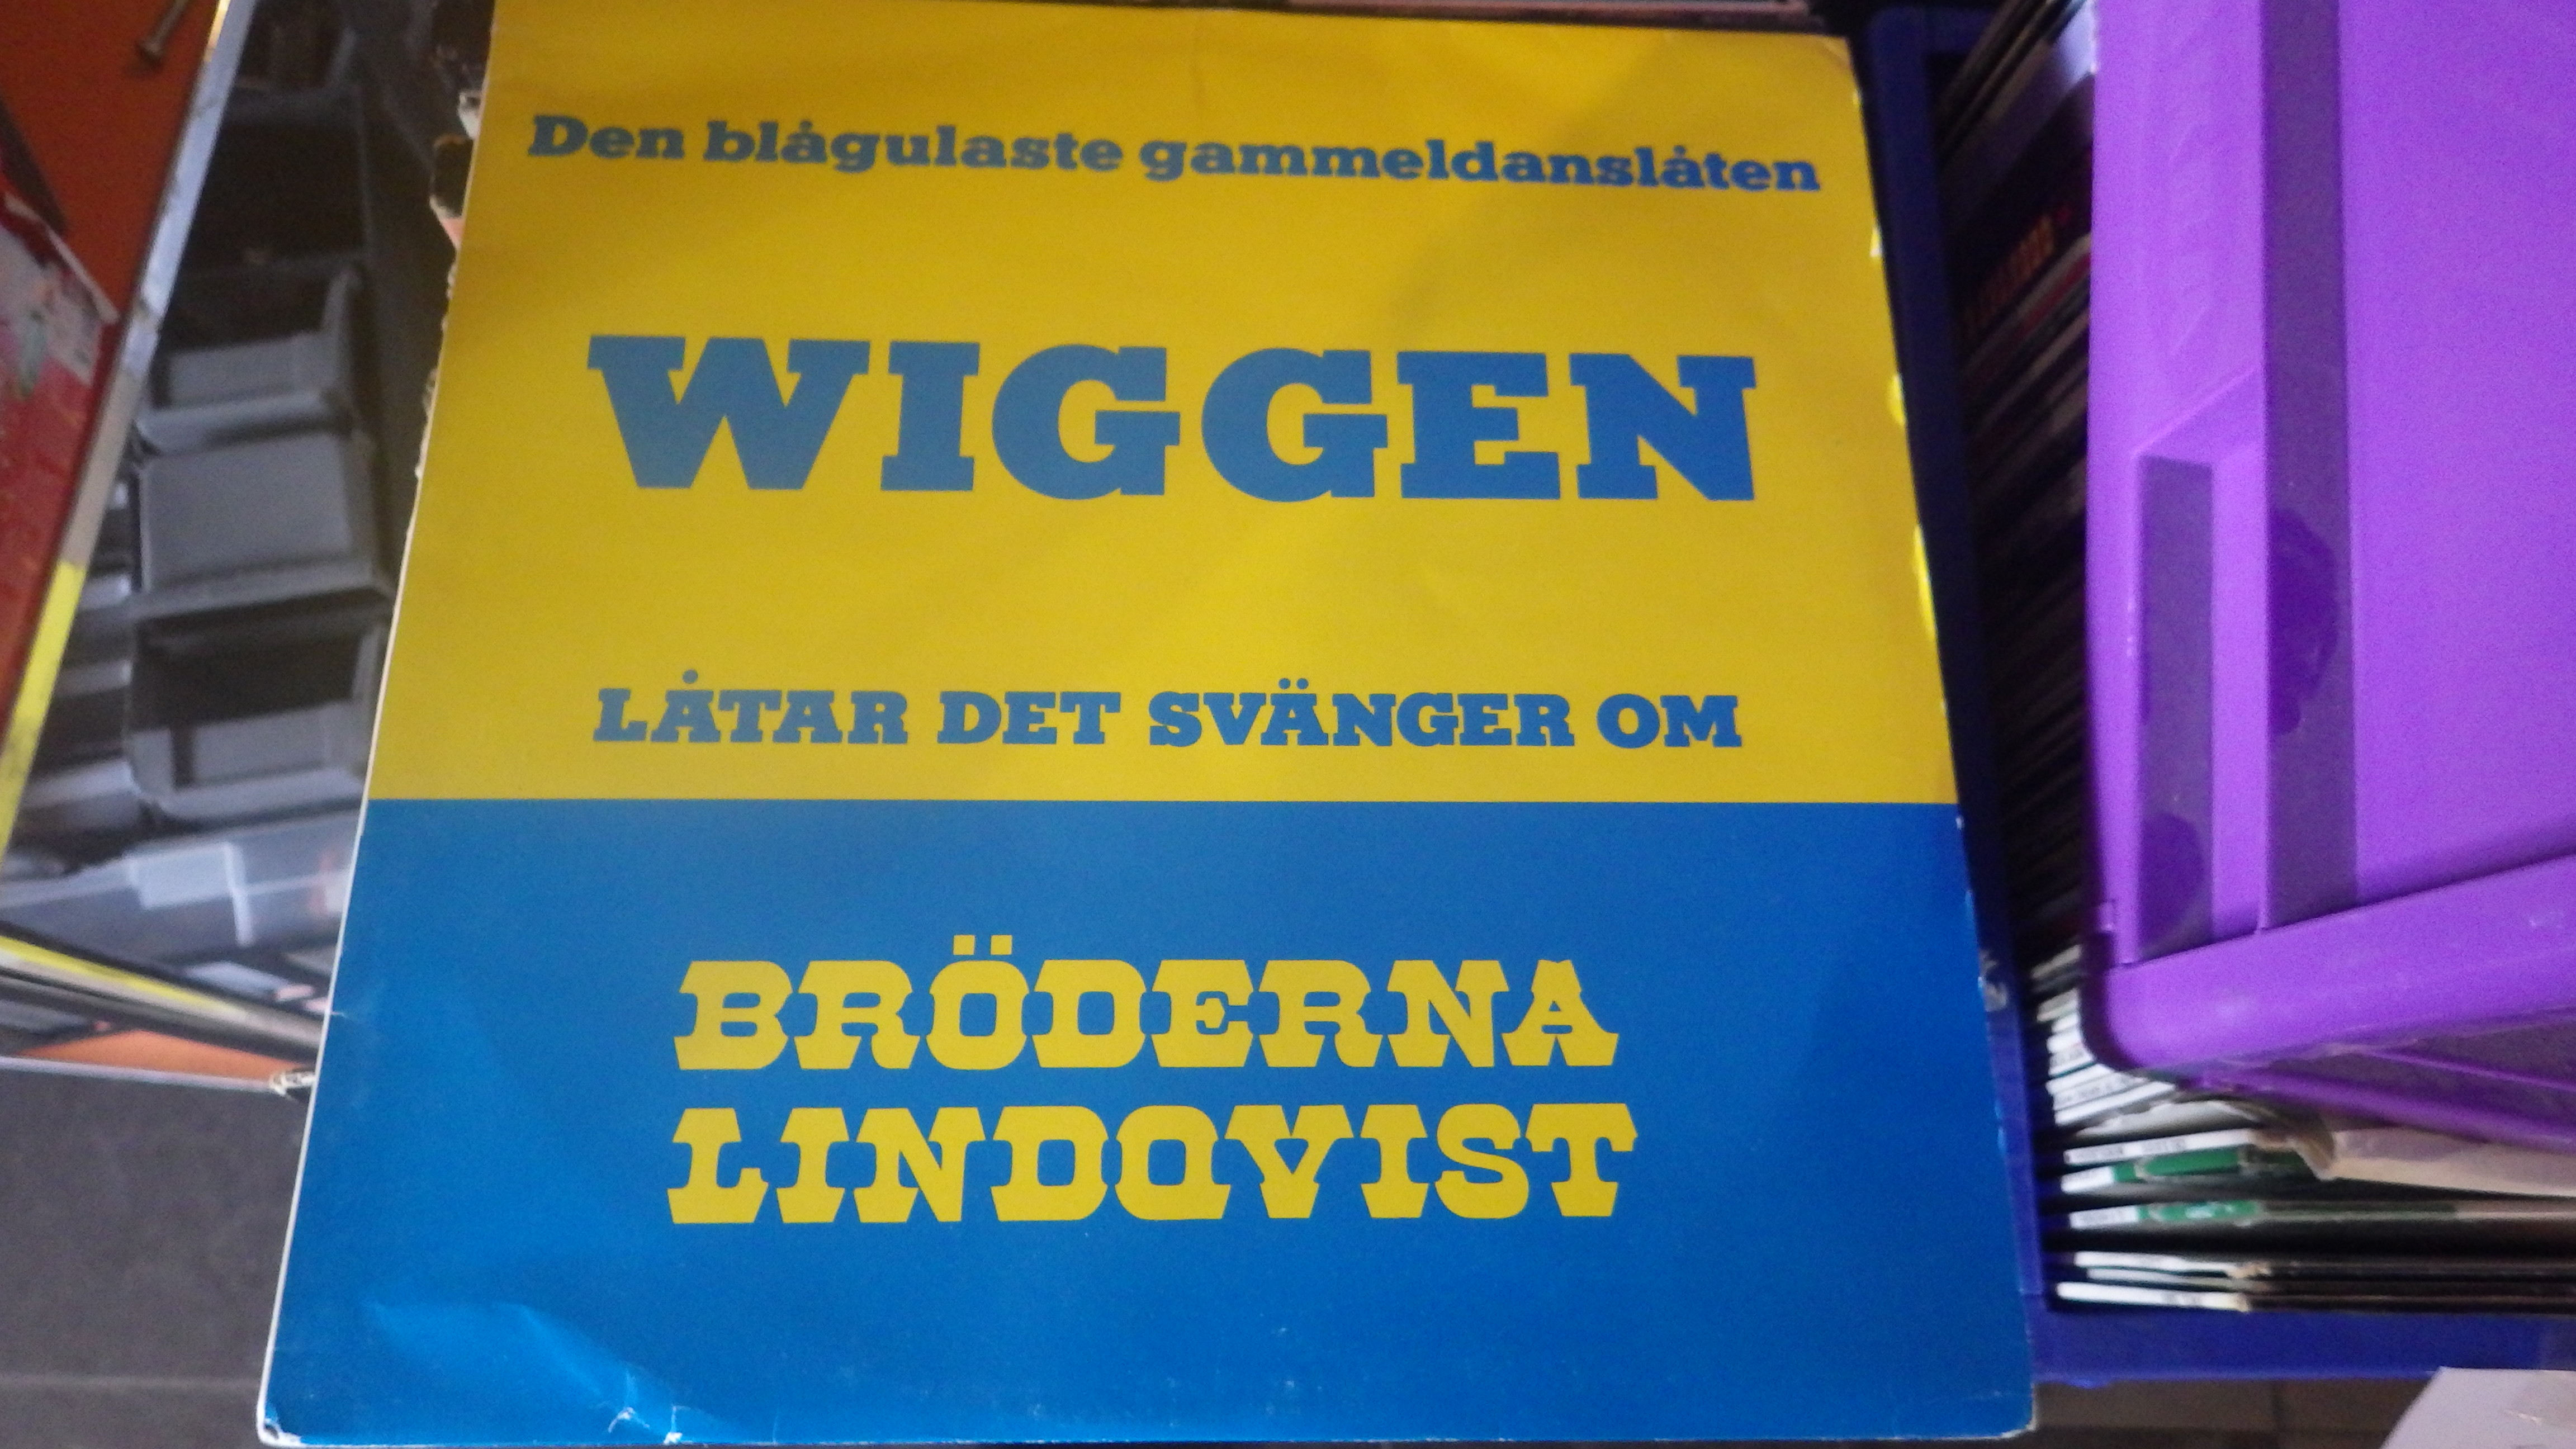 Den blågulaste gammeldanslåten
WIGGEN
LÅTAR DET SVÄNGER OM
BRÖDERNA
LINDQVIST